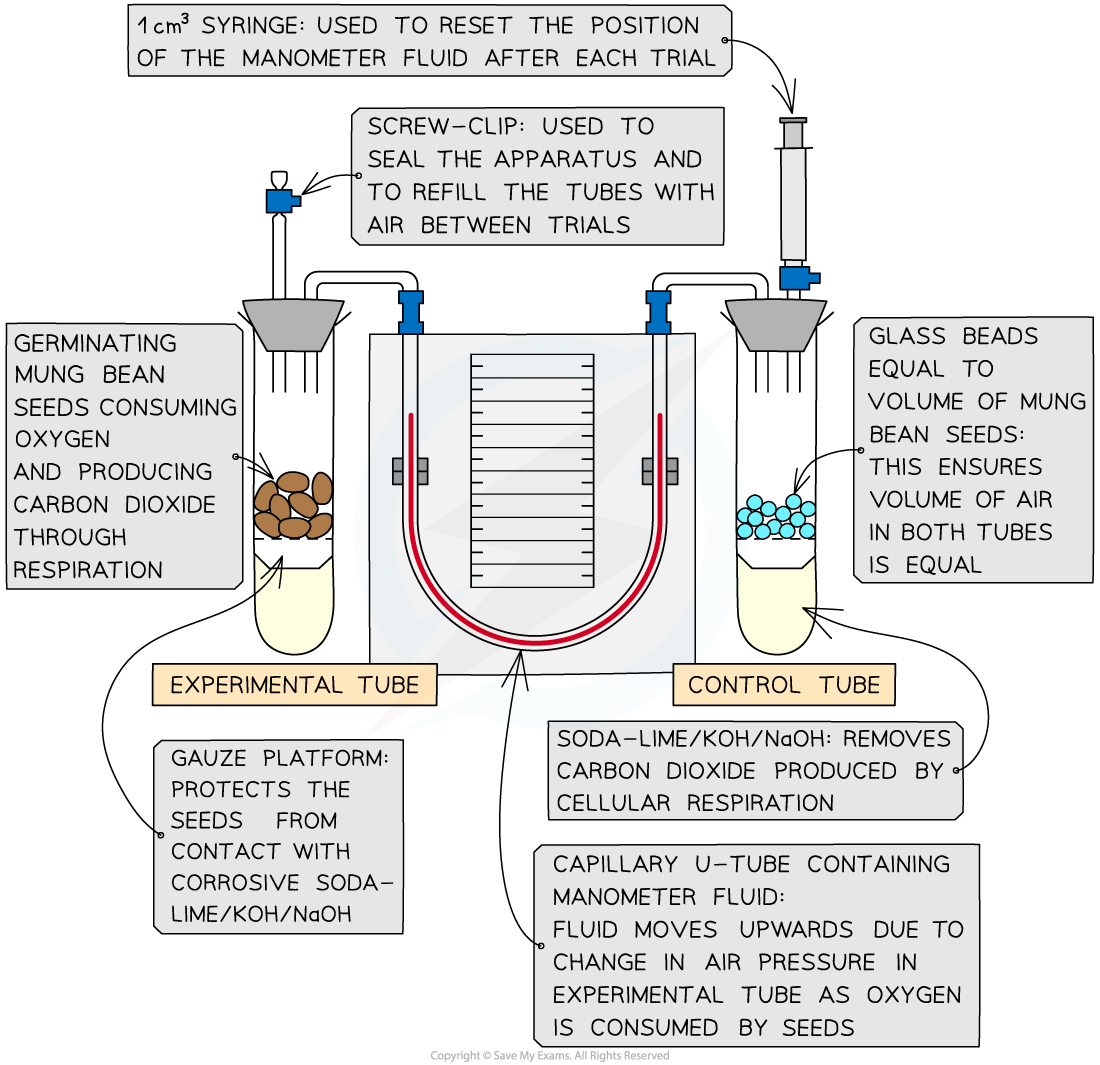 1cm³ SYRINGE: USED TO RESET THE POSITION
OF THE MANOMETER FLUID AFTER EACH TRIAL
SCREW-CLIP: USED TO
SEAL THE APPARATUS AND
TO REFILL THE TUBES WITH
AIR BETWEEN TRIALS
GERMINATING
MUNG BEAN
SEEDS CONSUMING
OXYGEN
AND PRODUCING
CARBON DIOXIDE
THROUGH
RESPIRATION
GLASS BEADS
EQUAL TO
VOLUME OF MUNG
BEAN SEEDS:
THIS ENSURES
VOLUME OF AIR
IN BOTH TUBES
IS EQUAL
EXPERIMENTAL TUBE
CONTROL TUBE
GAUZE PLATFORM:
PROTECTS THE
SEEDS FROM
CONTACT WITH
CORROSIVE SODA-
LIME/KOH/NaOH
SODA-LIME/KOH/NaOH: REMOVES
CARBON DIOXIDE PRODUCED BY
CELLULAR RESPIRATION
CAPILLARY U-TUBE CONTAINING
MANOMETER FLUID:
FLUID MOVES UPWARDS DUE TO
CHANGE IN AIR PRESSURE IN
EXPERIMENTAL TUBE AS OXYGEN
IS CONSUMED BY SEEDS
Copyright © Save My Exams. All Rights Reserved